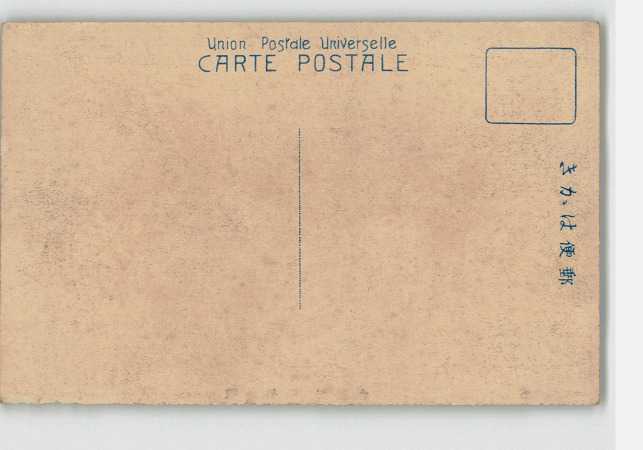 Union Postale Universelle
CARTE POSTALE
郵便はがき